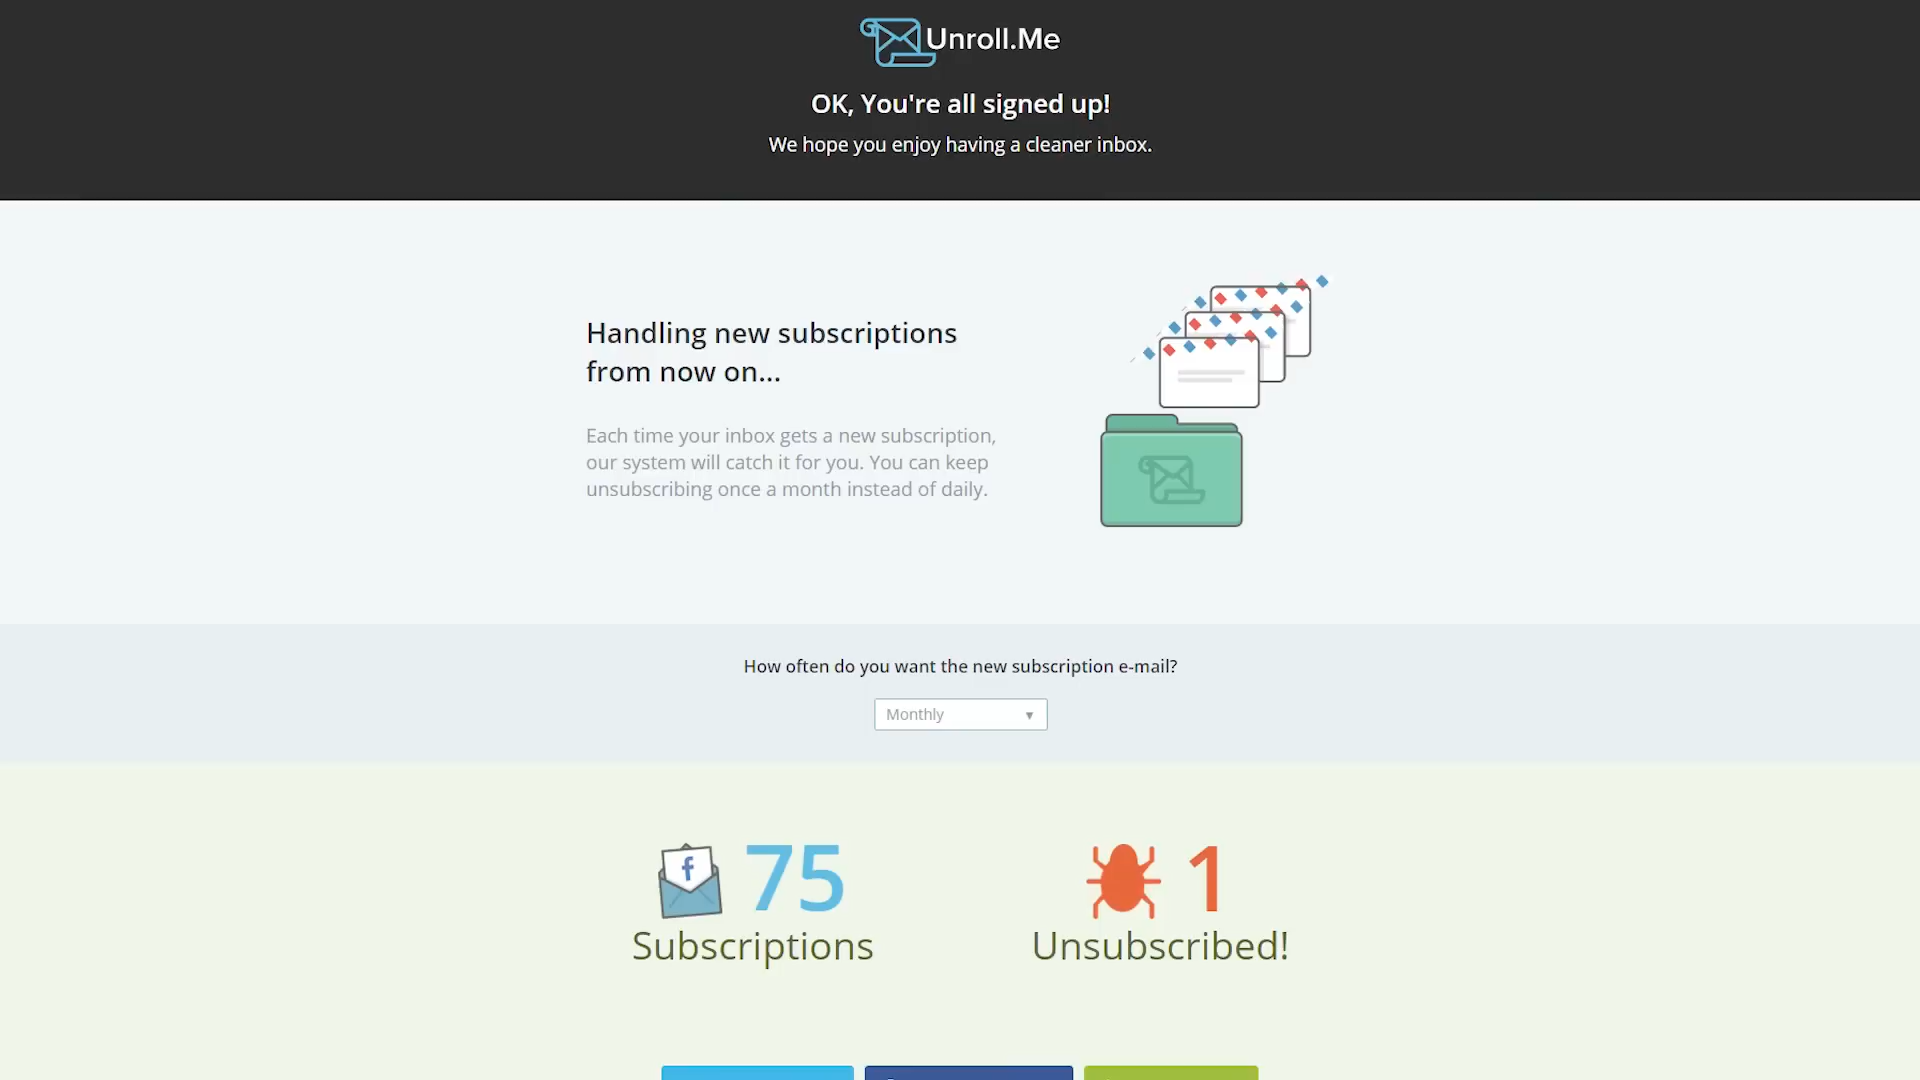 Unroll.Me
OK, You're all signed up!
We hope you enjoy having a cleaner inbox.
Handling new subscriptions
from now on...
Each time your inbox gets a new subscription,
our system will catch it for you. You can keep
unsubscribing once a month instead of daily.
How often do you want the new subscription e-mail?
Monthly
f 75
Subscriptions
1
Unsubscribed!